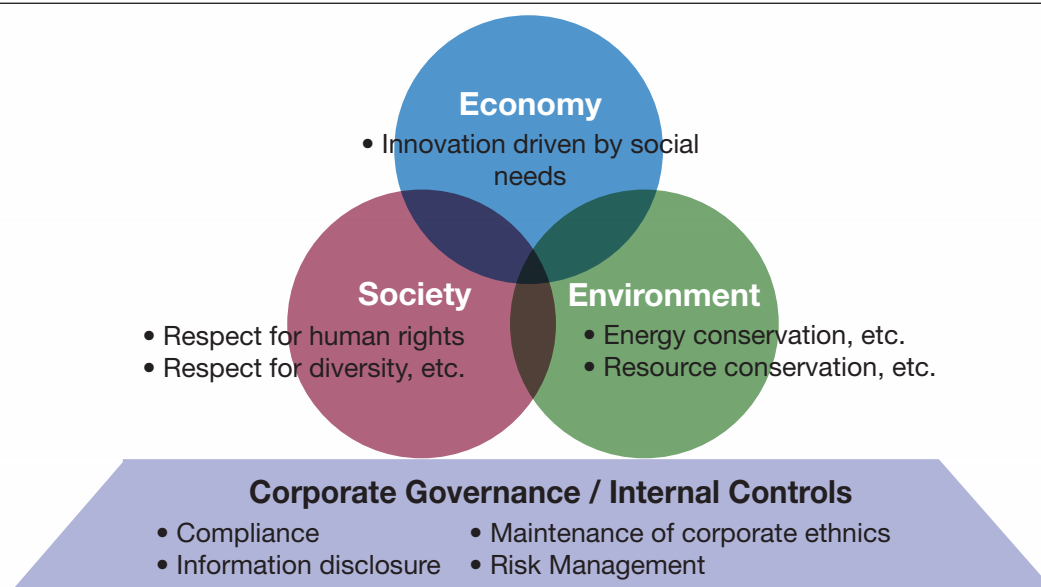 Economy
• Innovation driven by social
needs
Society
• Respect for human rights
• Respect for diversity, etc.
Environment
• Energy conservation, etc.
• Resource conservation, etc.
Corporate Governance / Internal Controls
• Compliance
• Information disclosure
• Maintenance of corporate ethnics
• Risk Management